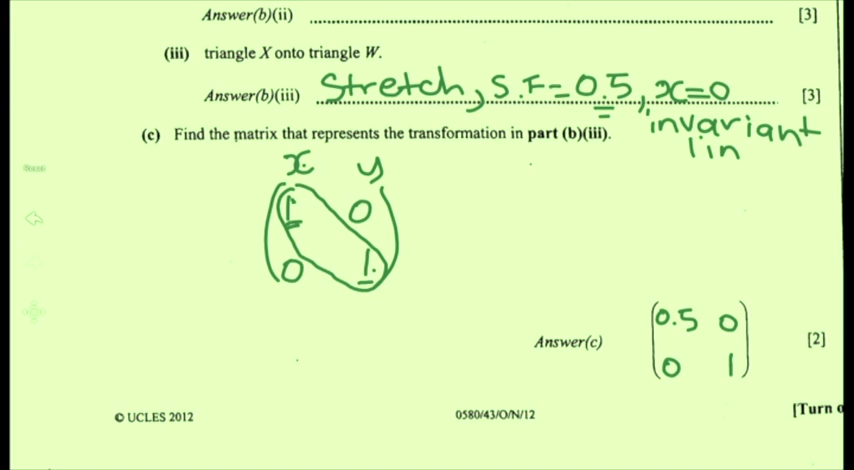 Answer(b)(ii) [3]
(iii) triangle X onto triangle W.
Answer(b)(iii) Stretch, S.F=0.5, x=0 [3]
invariant
lin
(c) Find the matrix that represents the transformation in part (b)(iii).
x y
1 0
0 1
0.5 0
Answer(c) [2]
0 1
© UCLES 2012 0580/43/O/N/12 [Turn o